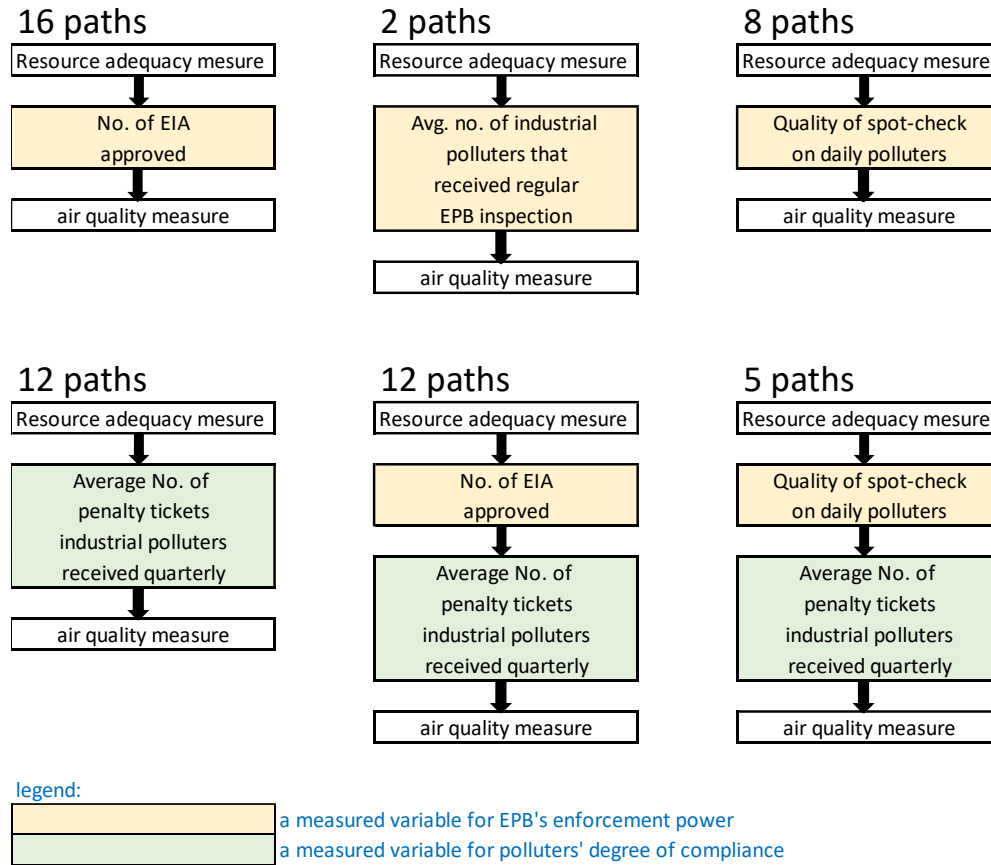 16 paths
Resource adequacy mesure
No. of EIA
approved
air quality measure
2 paths
Resource adequacy mesure
Avg. no. of industrial
polluters that
received regular
EPB inspection
air quality measure
8 paths
Resource adequacy mesure
Quality of spot-check
on daily polluters
air quality measure
12 paths
Resource adequacy mesure
Average No. of
penalty tickets
industrial polluters
received quarterly
air quality measure
12 paths
Resource adequacy mesure
No. of EIA
approved
Average No. of
penalty tickets
industrial polluters
received quarterly
air quality measure
5 paths
Resource adequacy mesure
Quality of spot-check
on daily polluters
Average No. of
penalty tickets
industrial polluters
received quarterly
air quality measure
legend:
a measured variable for EPB's enforcement power
a measured variable for polluters' degree of compliance